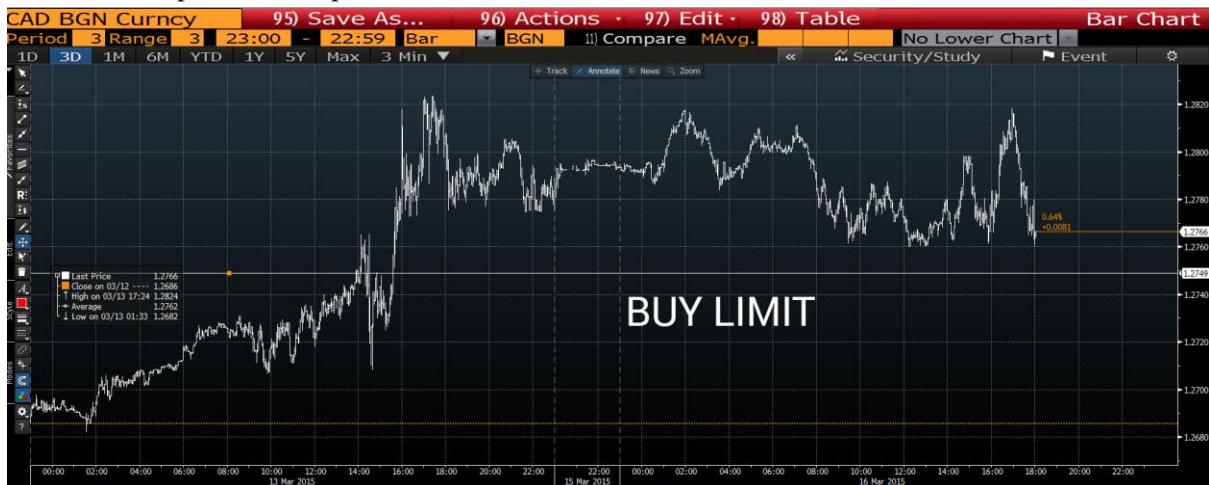 CAD BGN Curncy 95) Save As... 96) Actions 97) Edit 98) Table Bar Chart
Period 3 Range 3 23:00 - 22:59 Bar BGN 11) Compare MAvg. No Lower Chart
1D 3D 1M 6M YTD 1Y 5Y Max 3 Min ▼ « Security/Study Event
Track Annotate News Zoom
Favorites
Edit
Style
Modes
1.2820
1.2800
1.2780
0.64%
+0.0081
1.2766
1.2760
1.2749
1.2740
1.2720
1.2700
1.2680
Last Price 1.2766
Close on 03/12 ---- 1.2686
High on 03/13 17:24 1.2824
Average 1.2762
Low on 03/13 01:33 1.2682
BUY LIMIT
00:00 02:00 04:00 06:00 08:00 10:00 12:00 14:00 16:00 18:00 20:00 22:00 22:00 00:00 02:00 04:00 06:00 08:00 10:00 12:00 14:00 16:00 18:00 20:00 22:00
13 Mar 2015 15 Mar 2015 16 Mar 2015